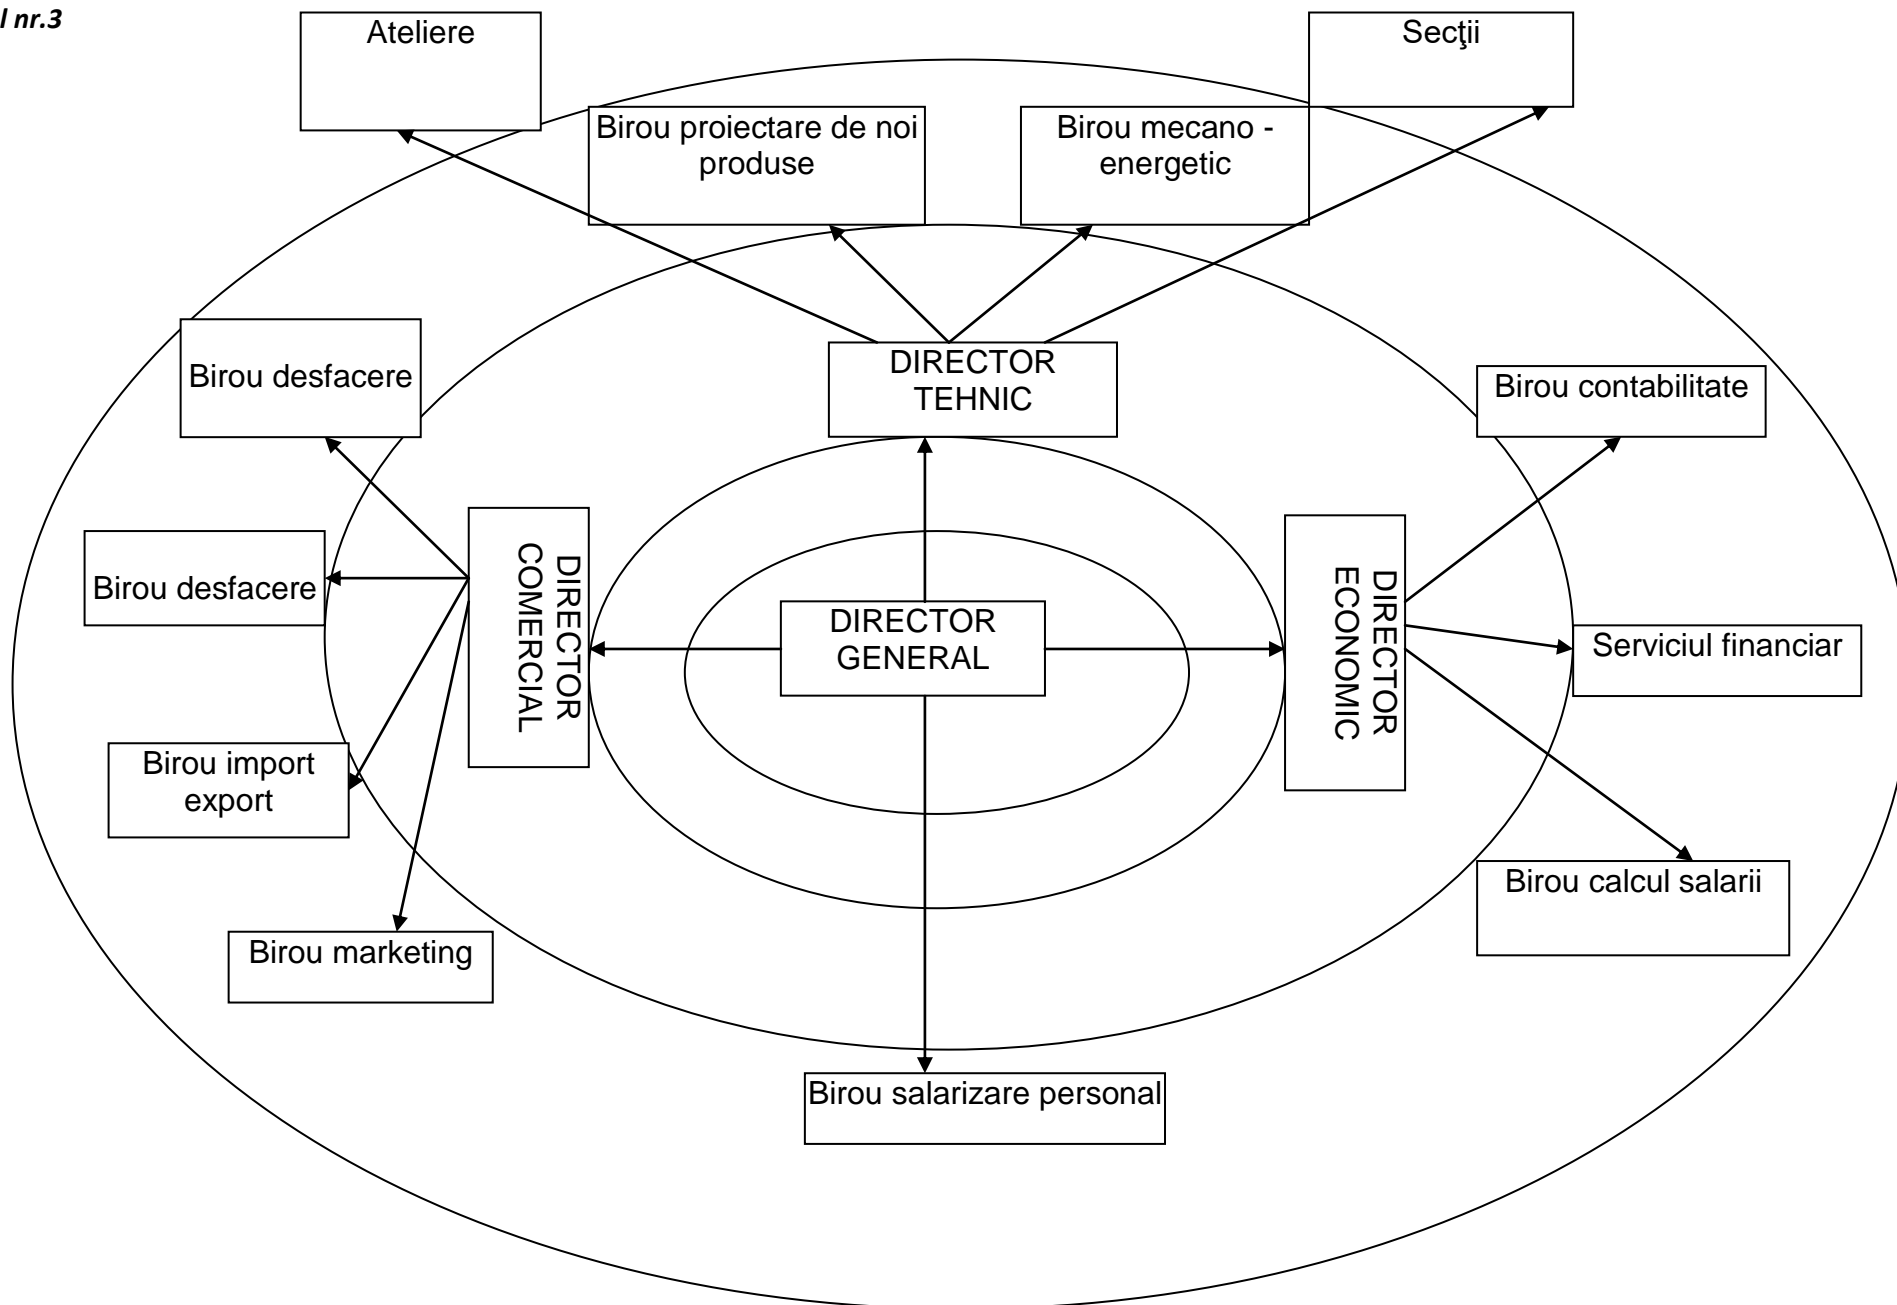 l nr.3
Ateliere
Secţii
Birou proiectare de noi
produse
Birou mecano -
energetic
Birou desfacere
DIRECTOR
TEHNIC
Birou contabilitate
DIRECTOR
COMERCIAL
DIRECTOR
ECONOMIC
Birou desfacere
DIRECTOR
GENERAL
Serviciul financiar
Birou import
export
Birou calcul salarii
Birou marketing
Birou salarizare personal